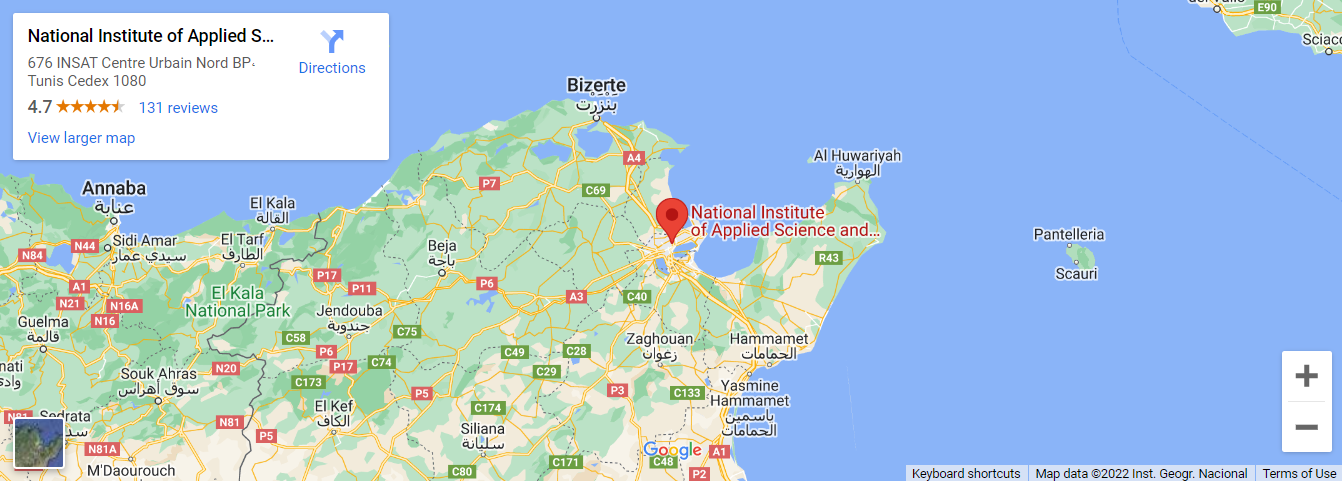 National Institute of Applied S...
676 INSAT Centre Urbain Nord BP،
Tunis Cedex 1080
Directions
4.7
131 reviews
View larger map
E90
Sciacc
Bizerte
بنزرت
A4
Al Huwariyah
الهوارية
P7
C69
Annaba
عنابة
El Kala
القالة
National Institute
of Applied Science and...
N44
Sidi Amar
سيدي عمار
El Tarf
الطارف
Beja
باجة
Pantelleria
Scauri
N84
A1
P17
P11
P6
A3
C40
R43
N21
N16A
N16
El Kala
National Park
Guelma
قالمة
Jendouba
جندوبة
C75
C58
P6
P17
C74
C49
C28
C29
Zaghouan
زغوان
Hammamet
الحمامات
N20
Souk Ahras
سوق أهراس
C173
P5
P3
C133
Yasmine
Hammamet
ياسمين
الحمامات
N81
Sedrata
El Kef
الكاف
C174
Siliana
سليانة
N81
P5
N81A
M'Daourouch
C80
C171
Google
C48
A1
P2
Keyboard shortcuts
Map data ©2022 Inst. Geogr. Nacional
Terms of Use